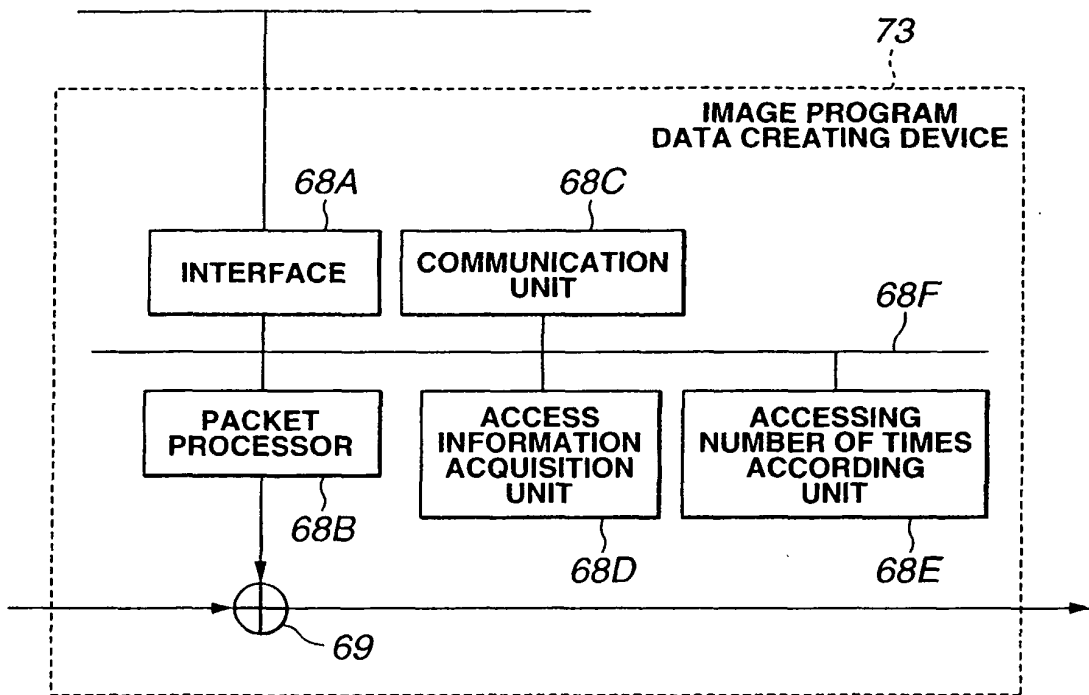 73
IMAGE PROGRAM
DATA CREATING DEVICE
68A
68C
INTERFACE
COMMUNICATION
UNIT
68F
PACKET
PROCESSOR
ACCESS
INFORMATION
ACQUISITION
UNIT
ACCESSING
NUMBER OF TIMES
ACCORDING
UNIT
68B
68D
68E
69